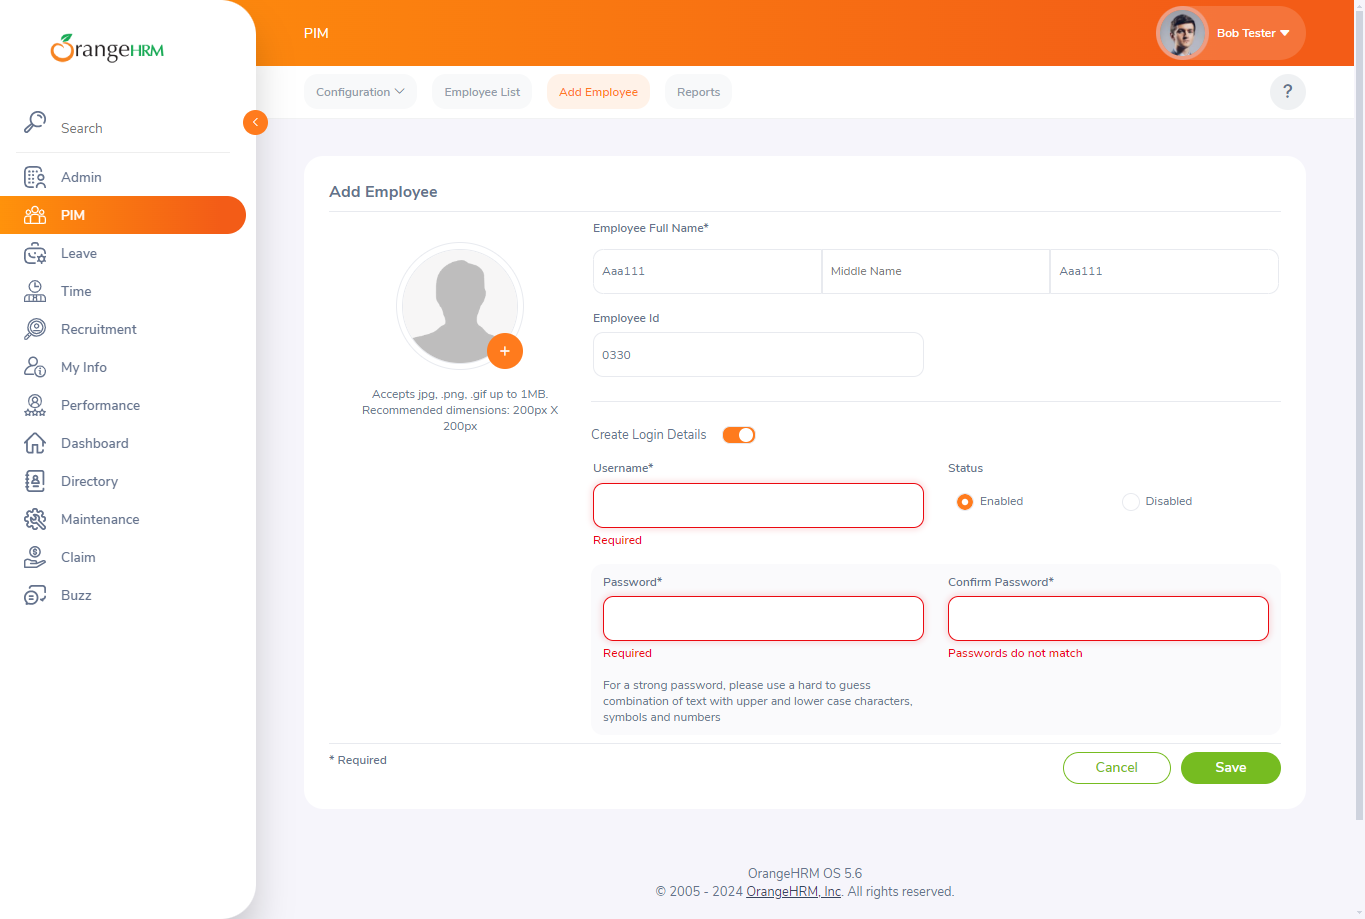 OrangeHRM
PIM
Bob Tester
Configuration
Employee List
Add Employee
Reports
?
Search
Admin
PIM
Leave
Time
Recruitment
My Info
Performance
Dashboard
Directory
Maintenance
Claim
Buzz
Add Employee
Employee Full Name*
Aaa111
Middle Name
Aaa111
Employee Id
0330
Accepts jpg, .png, .gif up to 1MB.
Recommended dimensions: 200px X
200px
Create Login Details
Username*
Status
Enabled
Disabled
Required
Password*
Confirm Password*
Required
Passwords do not match
For a strong password, please use a hard to guess
combination of text with upper and lower case characters,
symbols and numbers
* Required
Cancel
Save
OrangeHRM OS 5.6
© 2005 - 2024 OrangeHRM, Inc. All rights reserved.